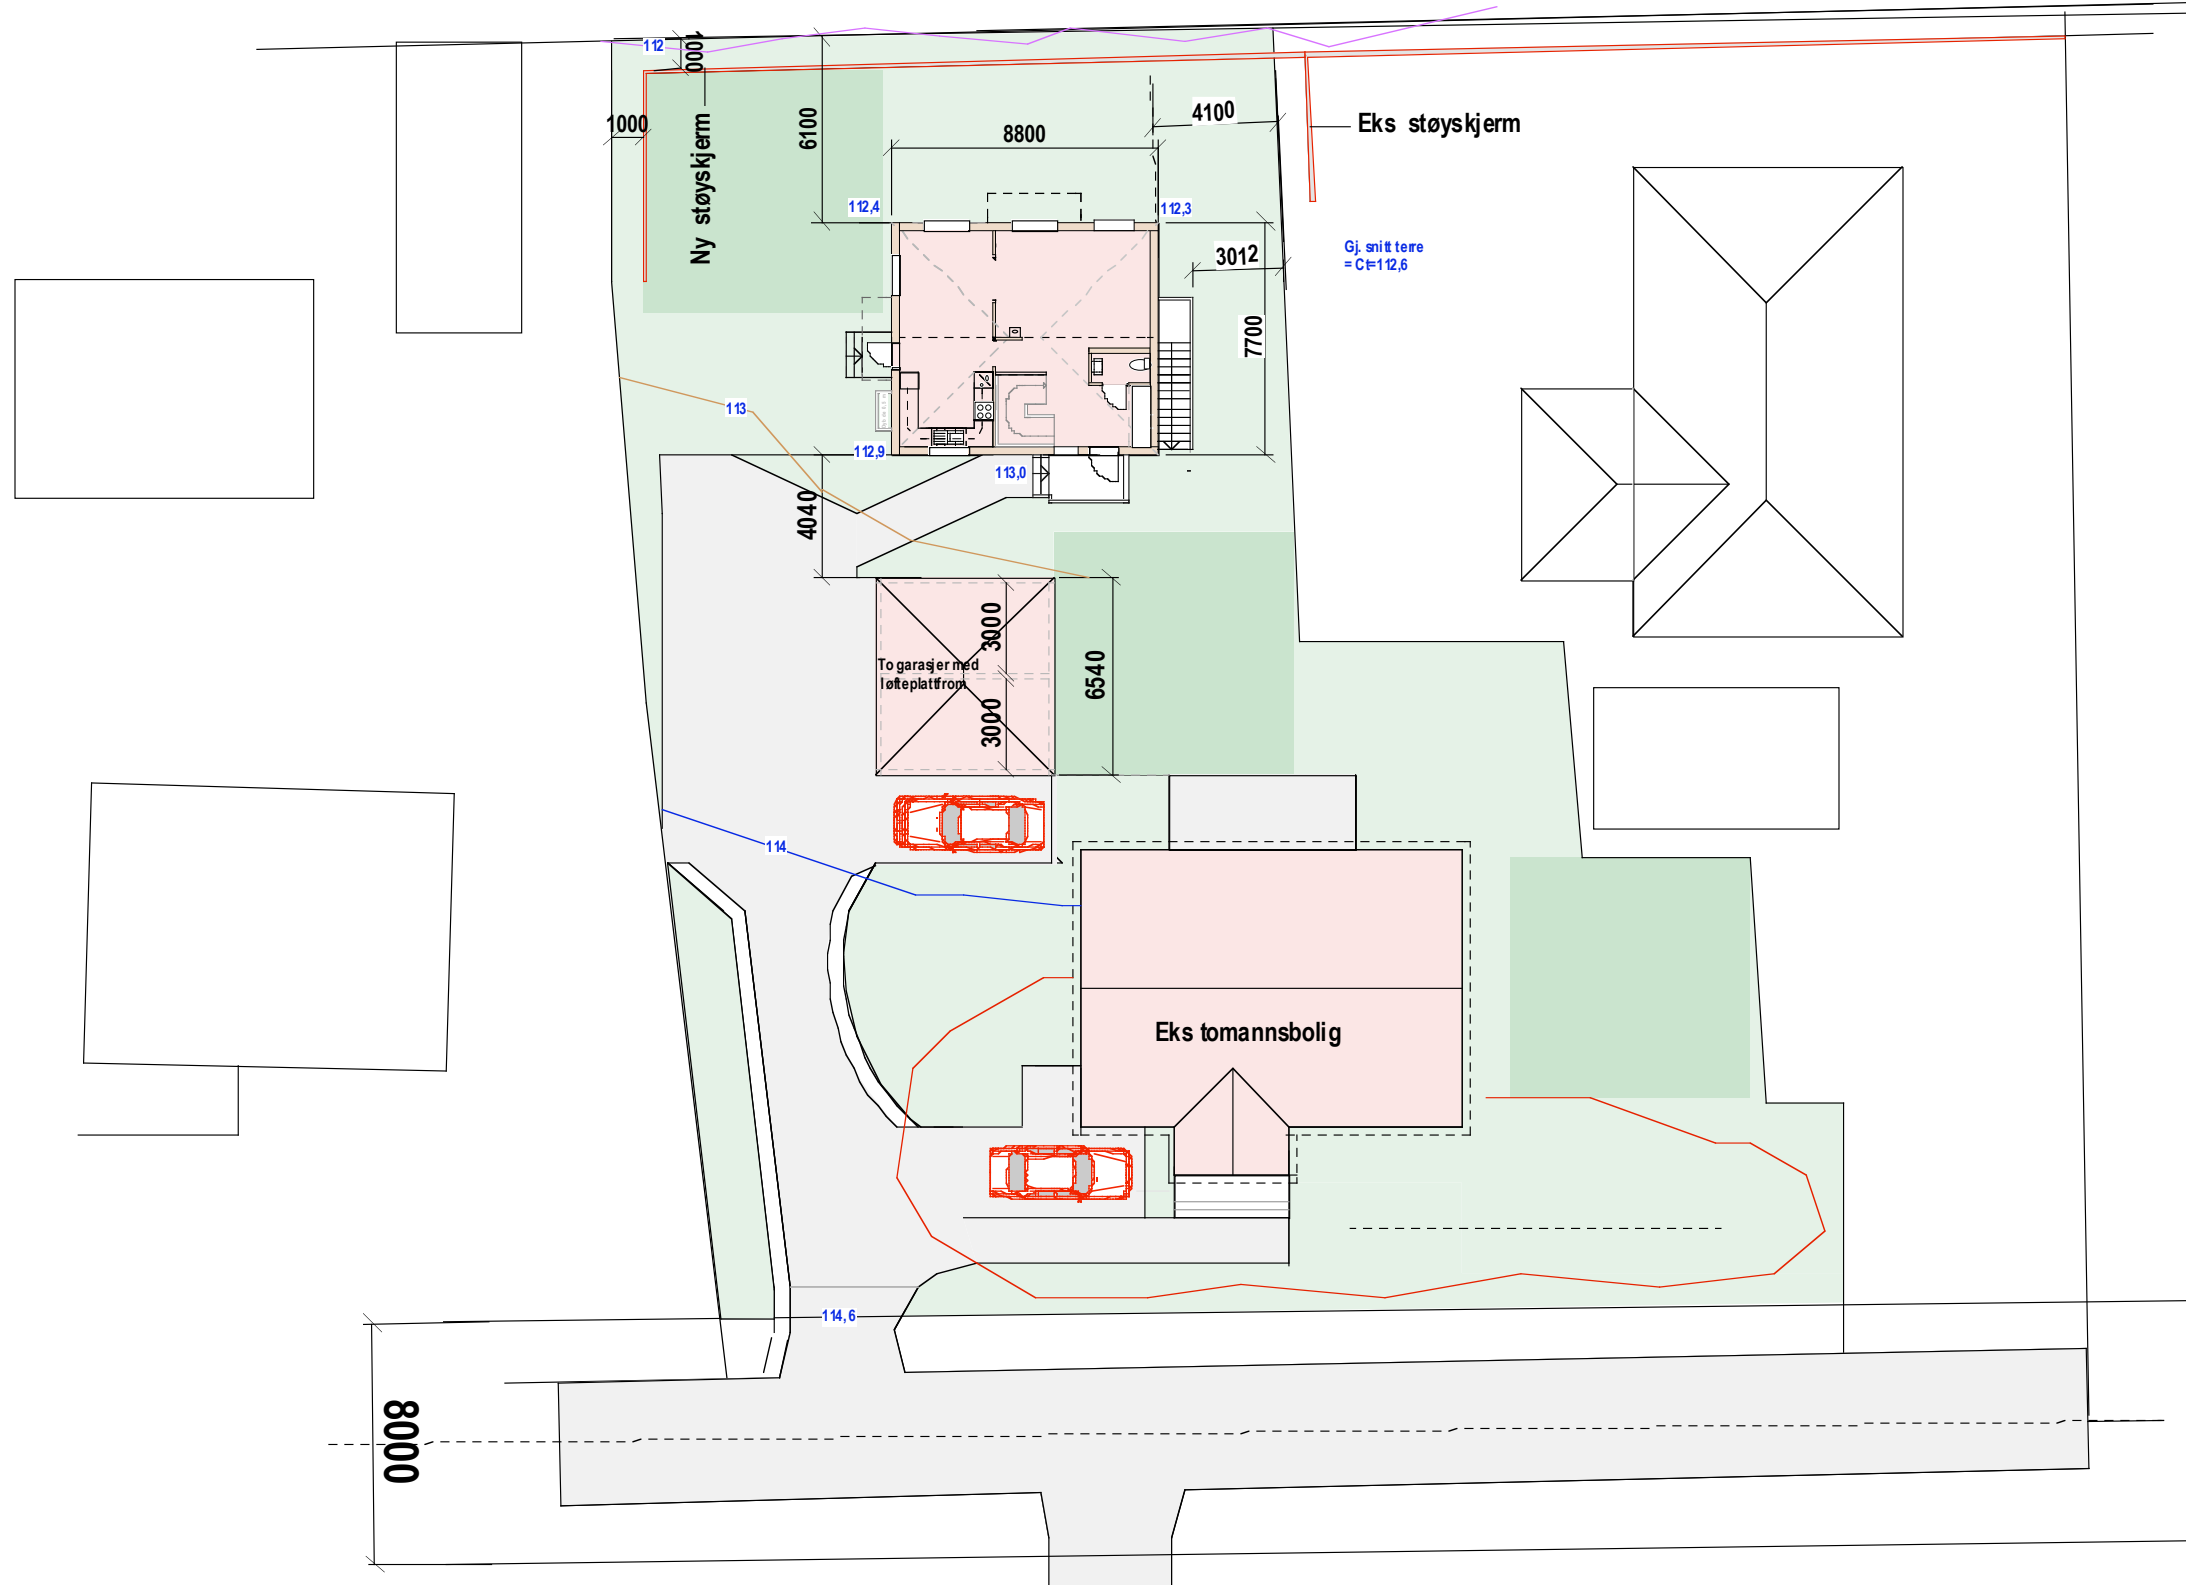 112
1000
1000
Ny støyskjerm
6100
8800
4100
Eks støyskjerm
112,4
112,3
Gj. snitt terre
= Ct=112,6
3012
7700
113
112,9
113,0
4040
3000
To garasjer med
løfteplattfrom
3000
6540
114
Eks tomannsbolig
114,6
8000